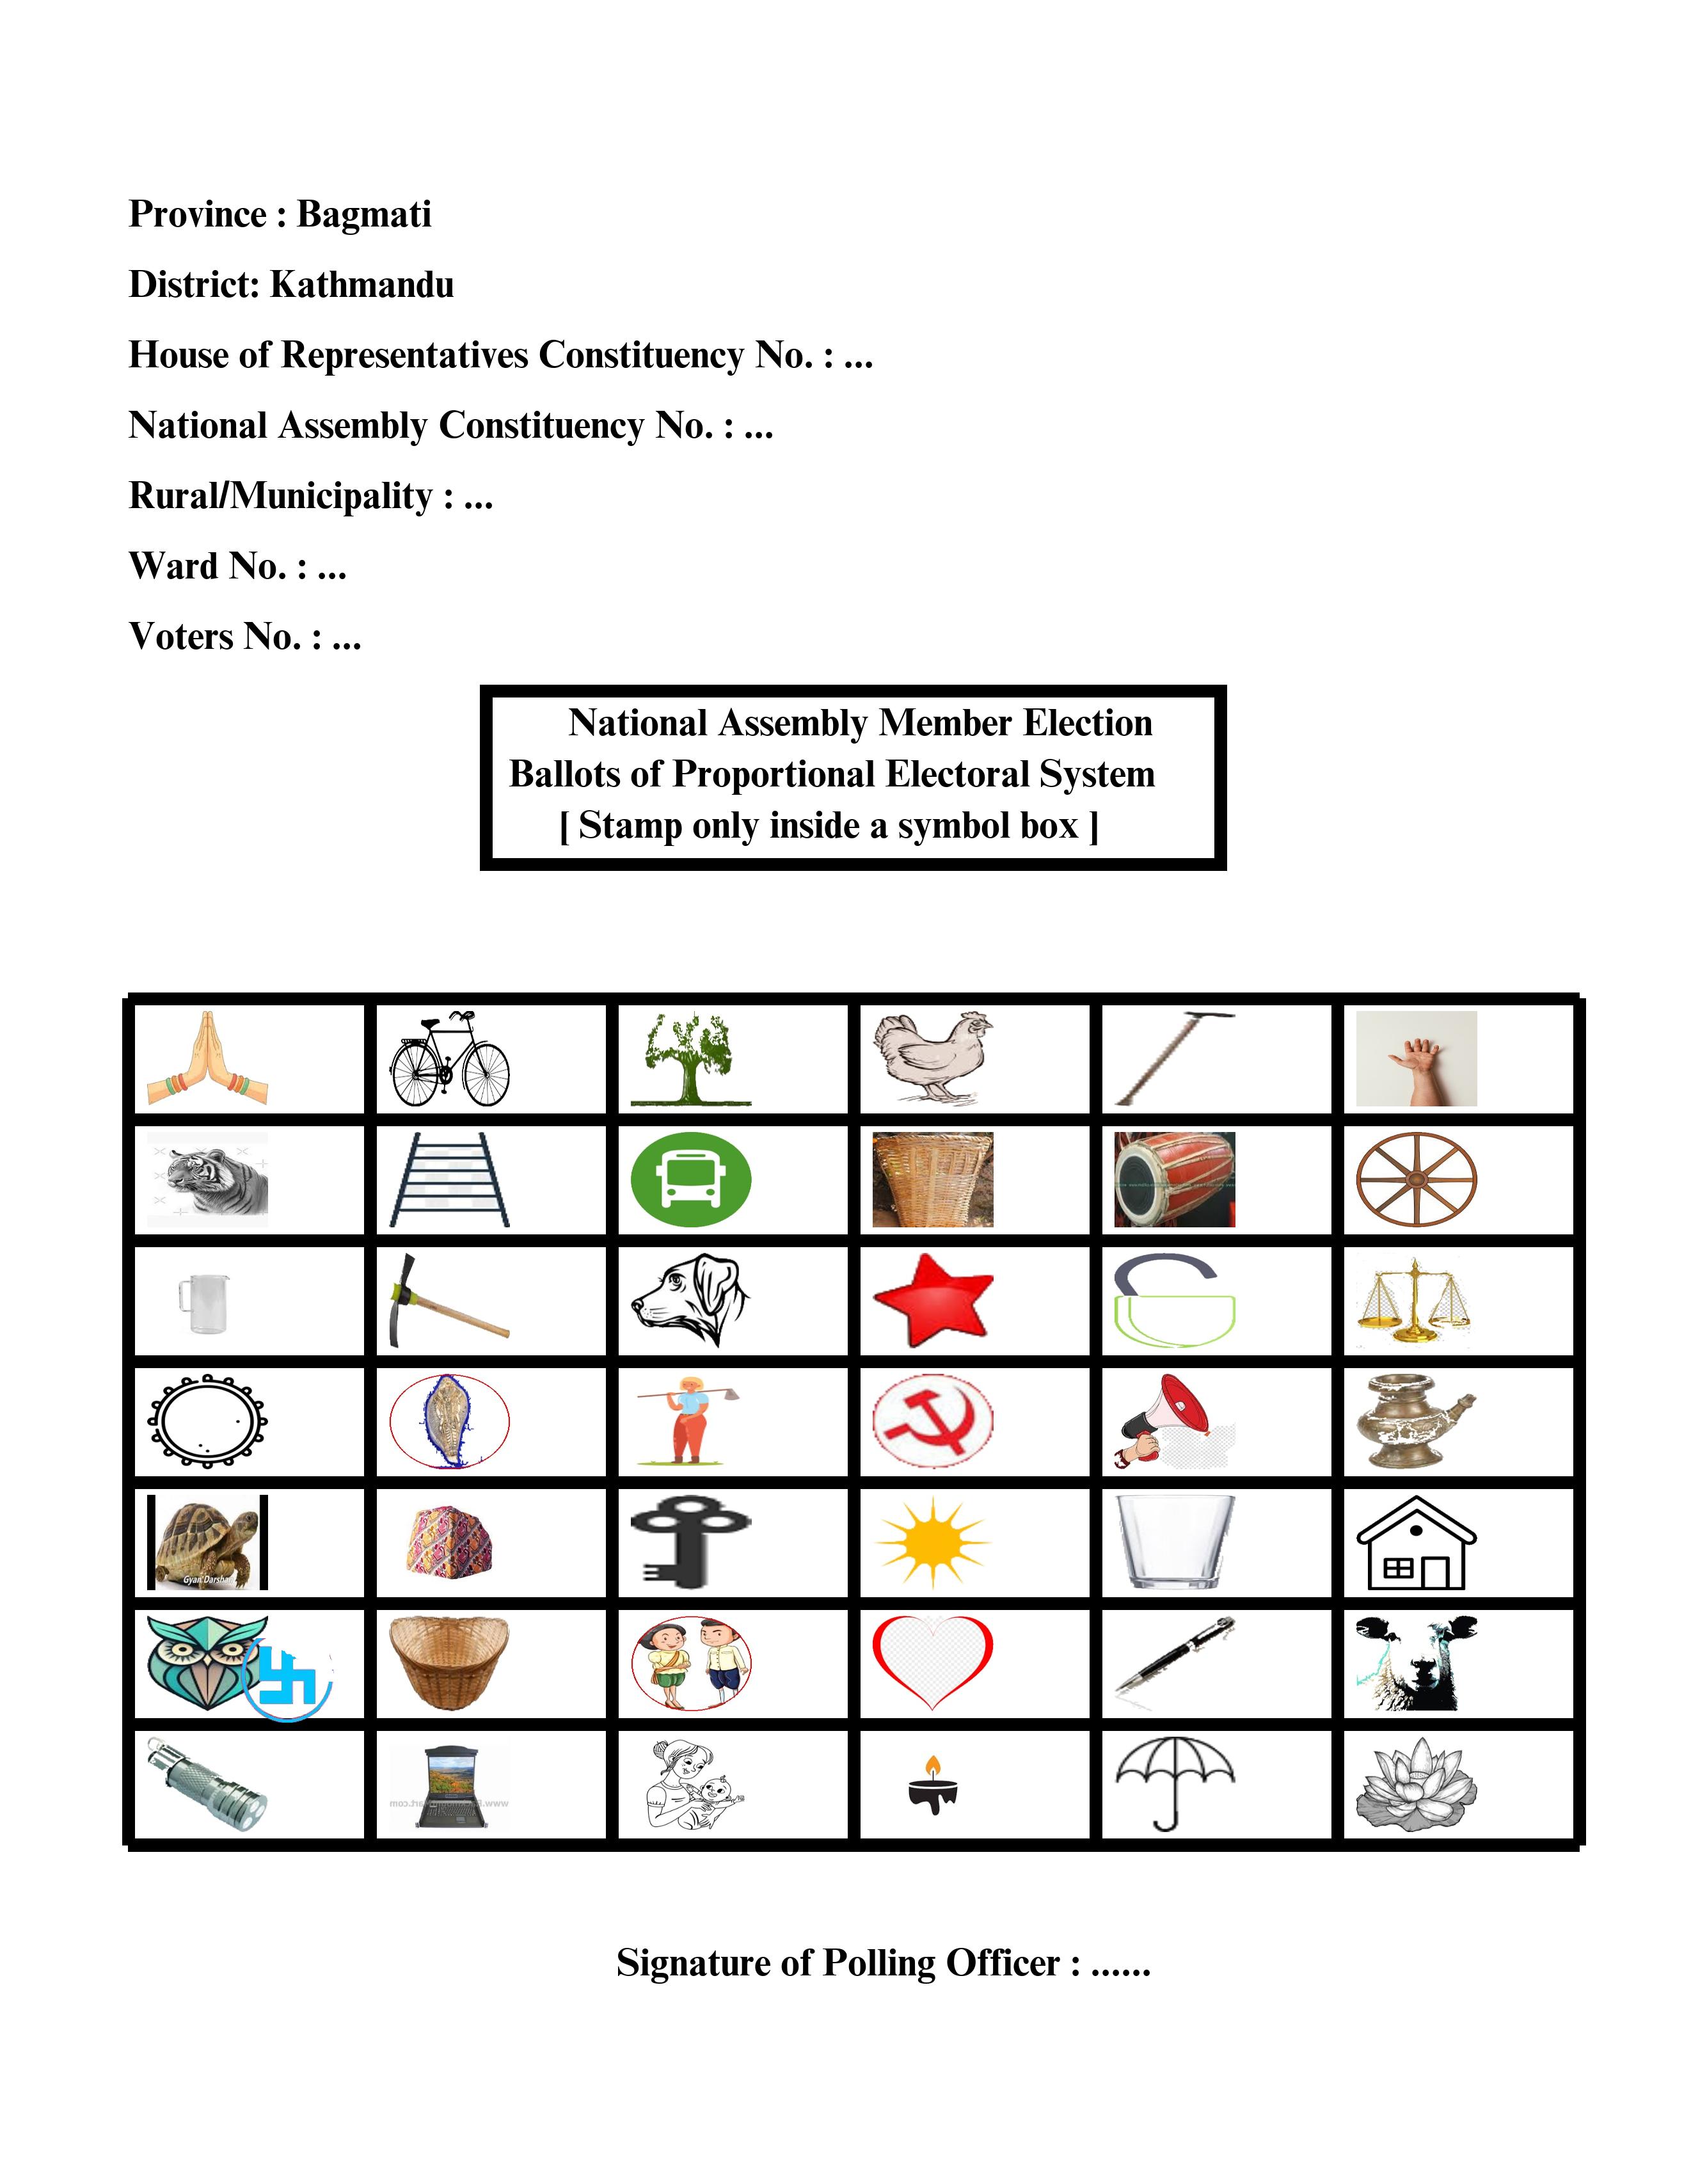 Province : Bagmati
District: Kathmandu
House of Representatives Constituency No. : ...
National Assembly Constituency No. : ...
Rural/Municipality : ...
Ward No. : ...
Voters No. : ...
National Assembly Member Election
Ballots of Proportional Electoral System
[ Stamp only inside a symbol box ]
Gyan Darshan
Signature of Polling Officer : ......